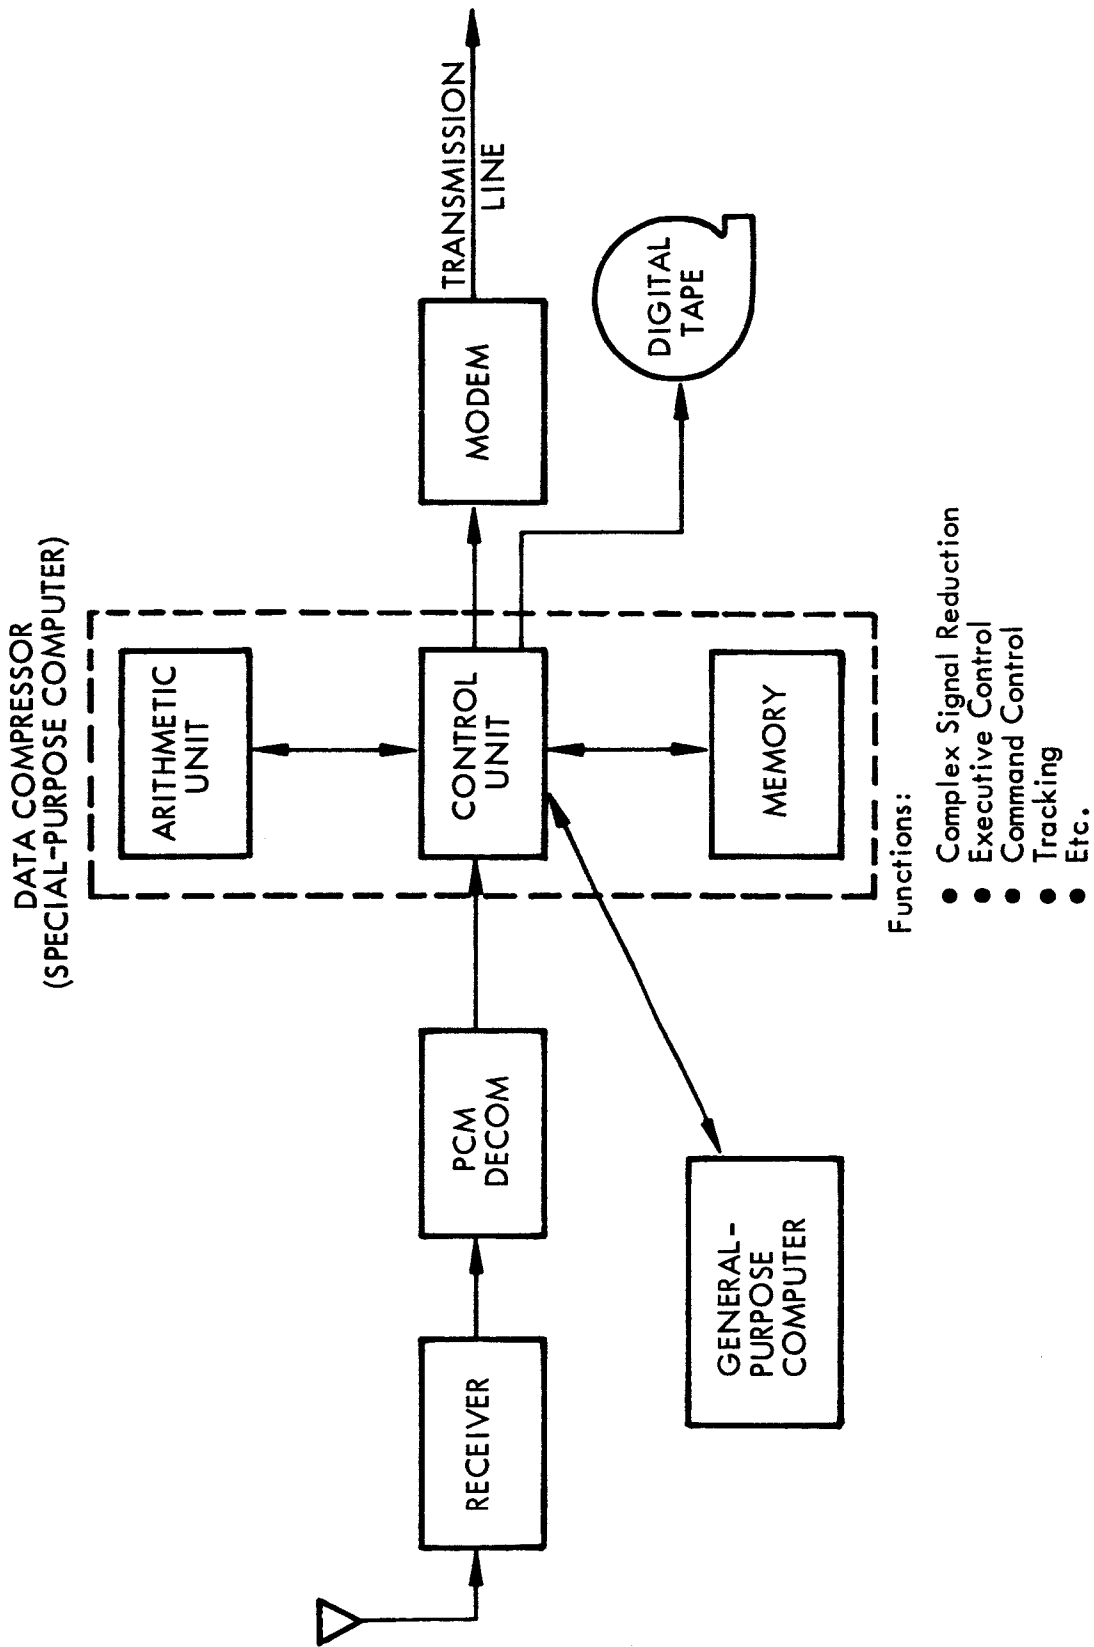 DATA COMPRESSOR
(SPECIAL-PURPOSE COMPUTER)
ARITHMETIC
UNIT
RECEIVER
PCM
DECOM
CONTROL
UNIT
MODEM
TRANSMISSION
LINE
GENERAL-
PURPOSE
COMPUTER
MEMORY
DIGITAL
TAPE
Functions:
● Complex Signal Reduction
● Executive Control
● Command Control
● Tracking
● Etc.